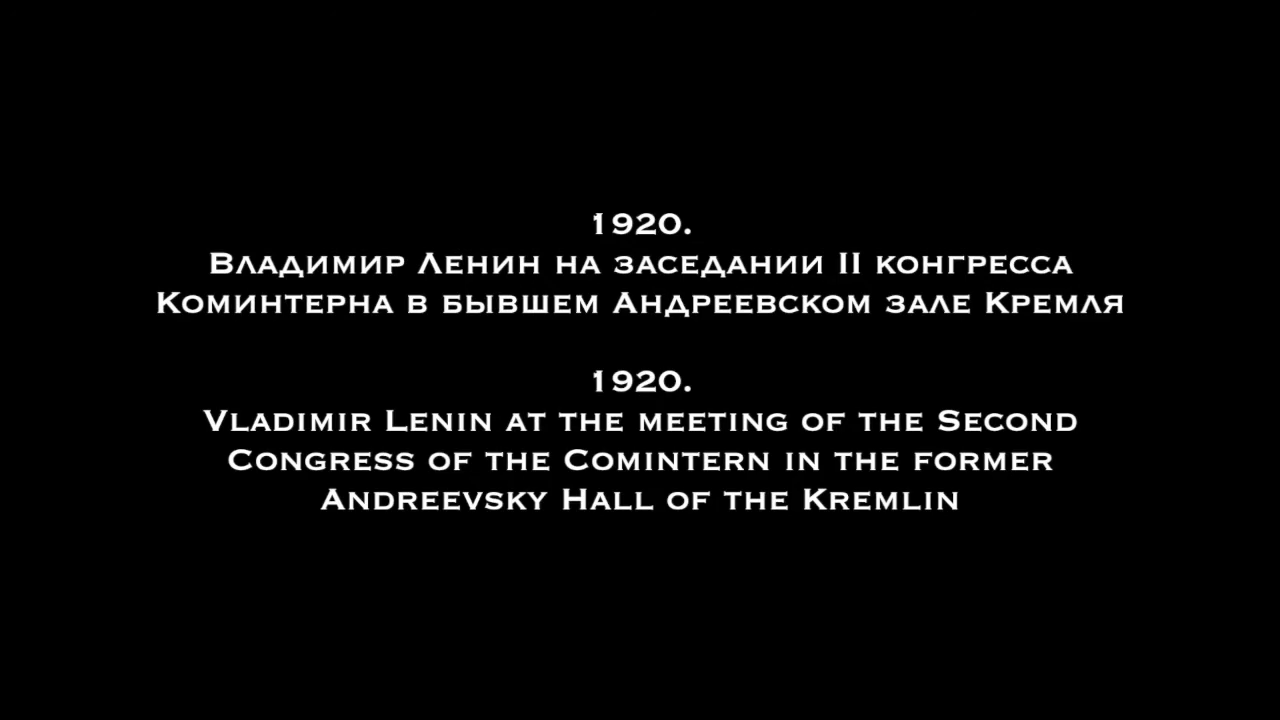 1920.
Владимир Ленин на заседании II конгресса
Коминтерна в бывшем Андреевском зале Кремля
1920.
Vladimir Lenin at the meeting of the Second
Congress of the Comintern in the former
Andreevsky Hall of the Kremlin